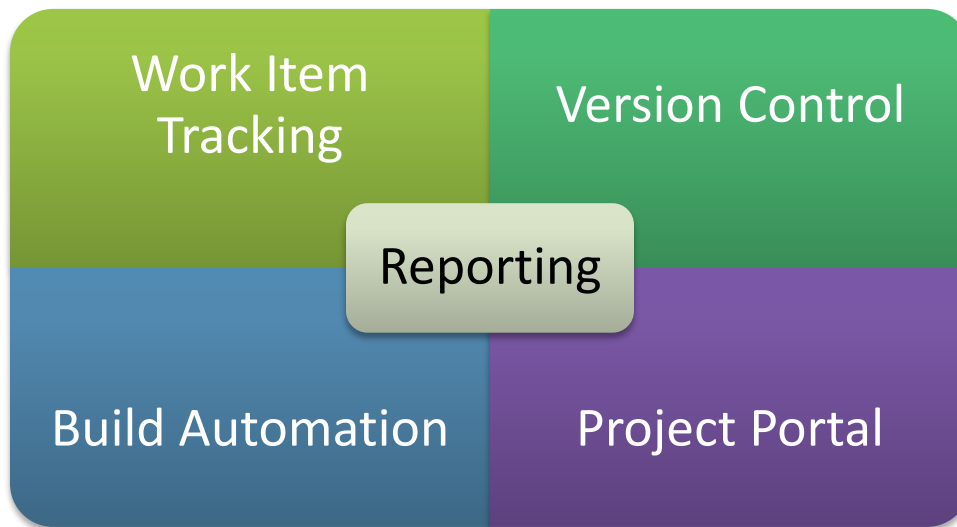 Work Item
Tracking
Version Control
Reporting
Build Automation
Project Portal